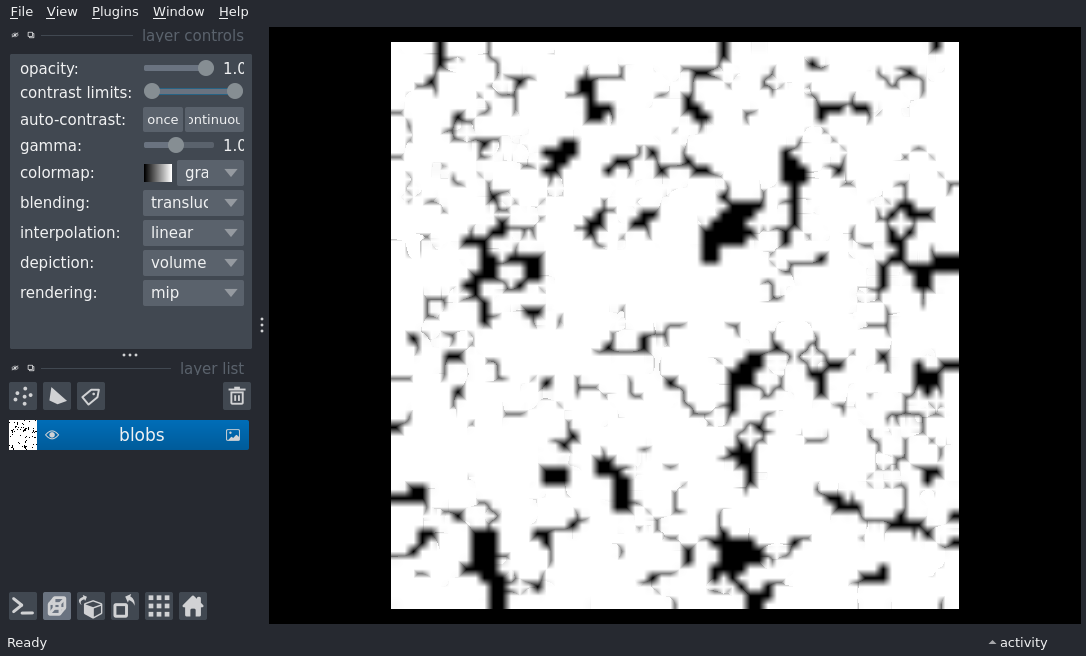 File View Plugins Window Help
layer controls
opacity: 1.0
contrast limits:
auto-contrast: once ontinuou
gamma: 1.0
colormap: gra
blending: transluc
interpolation: linear
depiction: volume
rendering: mip
layer list
blobs
Ready activity